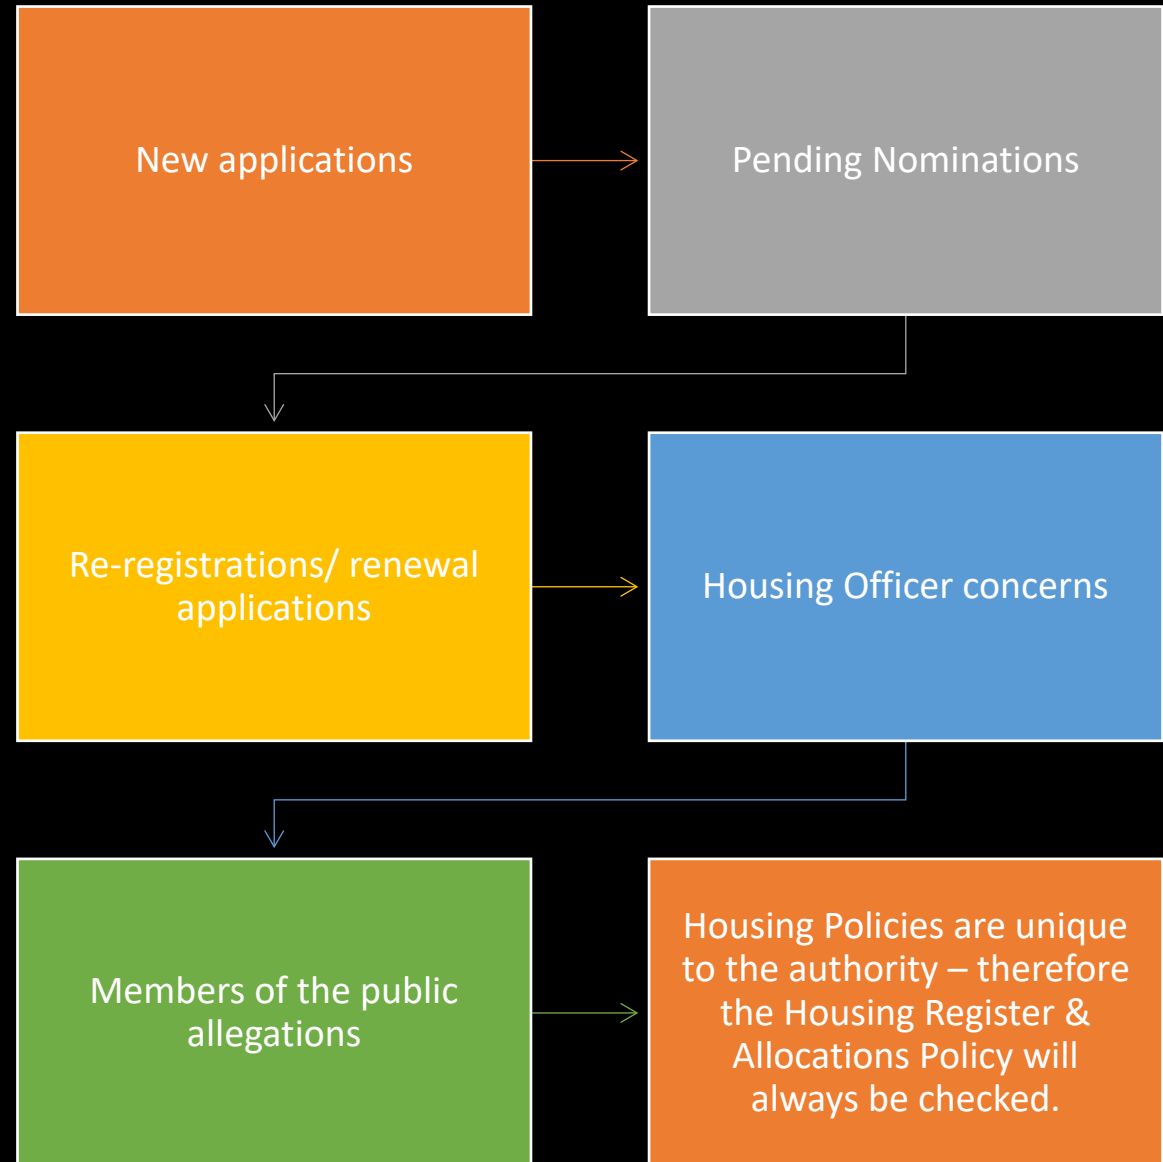 New applications
Pending Nominations
Re-registrations/ renewal
applications
Housing Officer concerns
Members of the public
allegations
Housing Policies are unique
to the authority – therefore
the Housing Register &
Allocations Policy will
always be checked.